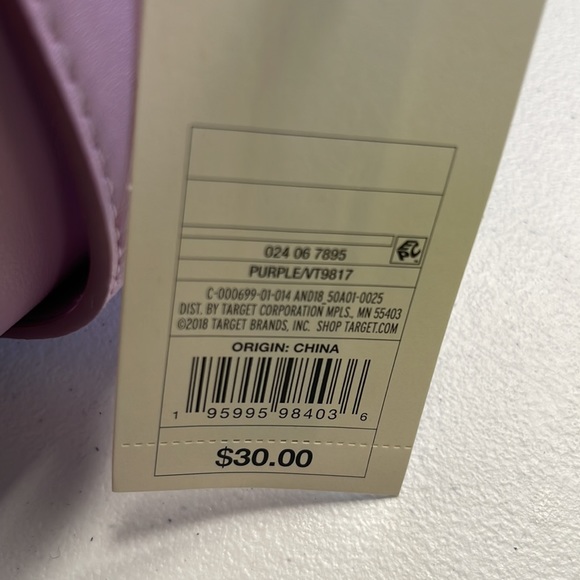 024 06 7895
PURPLE/VT9817
C-000699-01-014 AND18_50A01-0025
DIST. BY TARGET CORPORATION MPLS., MN 55403
©2018 TARGET BRANDS, INC. SHOP TARGET.COM
ORIGIN: CHINA
1 95995 98403 6
$30.00